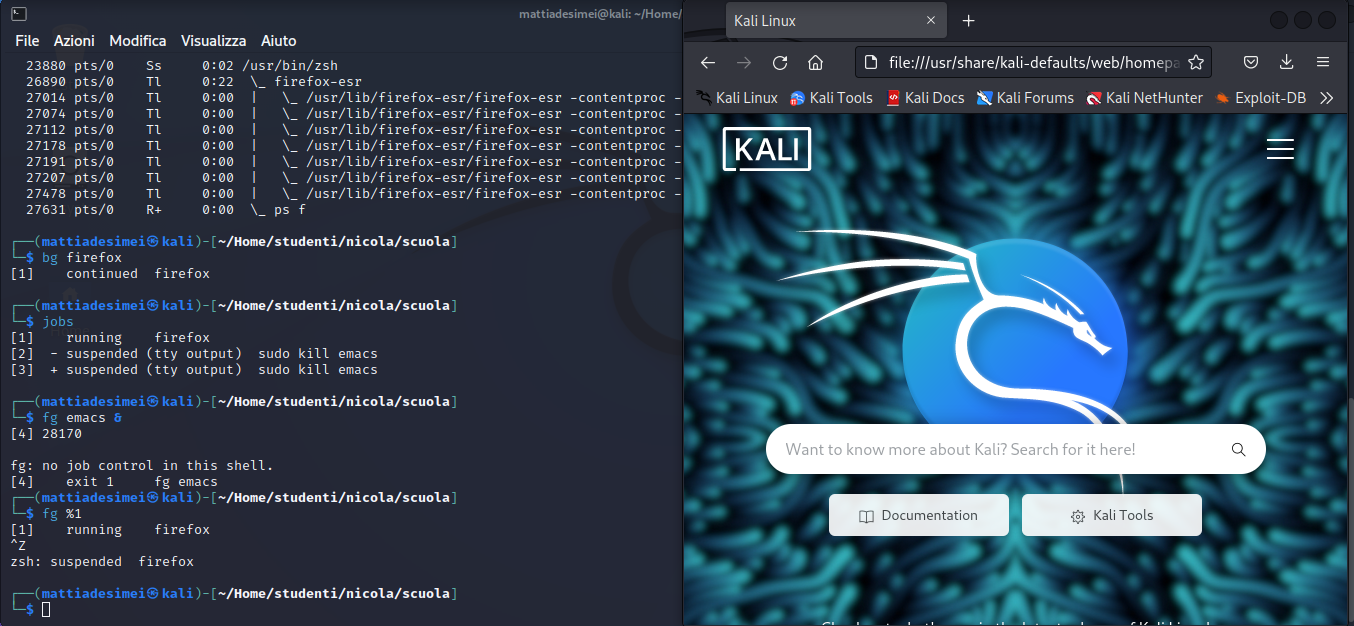 mattiadesimei@kali: ~/Home/
File Azioni Modifica Visualizza Aiuto
23880 pts/0    Ss     0:02 /usr/bin/zsh
26890 pts/0    Tl     0:22  \_ firefox-esr
27014 pts/0    Tl     0:00  |   \_ /usr/lib/firefox-esr/firefox-esr -contentproc -
27074 pts/0    Tl     0:00  |   \_ /usr/lib/firefox-esr/firefox-esr -contentproc -
27112 pts/0    Tl     0:00  |   \_ /usr/lib/firefox-esr/firefox-esr -contentproc -
27178 pts/0    Tl     0:00  |   \_ /usr/lib/firefox-esr/firefox-esr -contentproc -
27191 pts/0    Tl     0:00  |   \_ /usr/lib/firefox-esr/firefox-esr -contentproc -
27207 pts/0    Tl     0:00  |   \_ /usr/lib/firefox-esr/firefox-esr -contentproc -
27478 pts/0    Tl     0:00  |   \_ /usr/lib/firefox-esr/firefox-esr -contentproc -
27631 pts/0    R+     0:00  \_ ps f
┌──(mattiadesimei㉿kali)-[~/Home/studenti/nicola/scuola]
└─$ bg firefox
[1]    continued  firefox
┌──(mattiadesimei㉿kali)-[~/Home/studenti/nicola/scuola]
└─$ jobs
[1]    running    firefox
[2]  - suspended (tty output)  sudo kill emacs
[3]  + suspended (tty output)  sudo kill emacs
┌──(mattiadesimei㉿kali)-[~/Home/studenti/nicola/scuola]
└─$ fg emacs &
[4] 28170
fg: no job control in this shell.
[4]    exit 1     fg emacs
┌──(mattiadesimei㉿kali)-[~/Home/studenti/nicola/scuola]
└─$ fg %1
[1]    running    firefox
^Z
zsh: suspended  firefox
┌──(mattiadesimei㉿kali)-[~/Home/studenti/nicola/scuola]
└─$
Kali Linux
file:///usr/share/kali-defaults/web/homepa
Kali Linux Kali Tools Kali Docs Kali Forums Kali NetHunter Exploit-DB
KALI
Want to know more about Kali? Search for it here!
Documentation Kali Tools